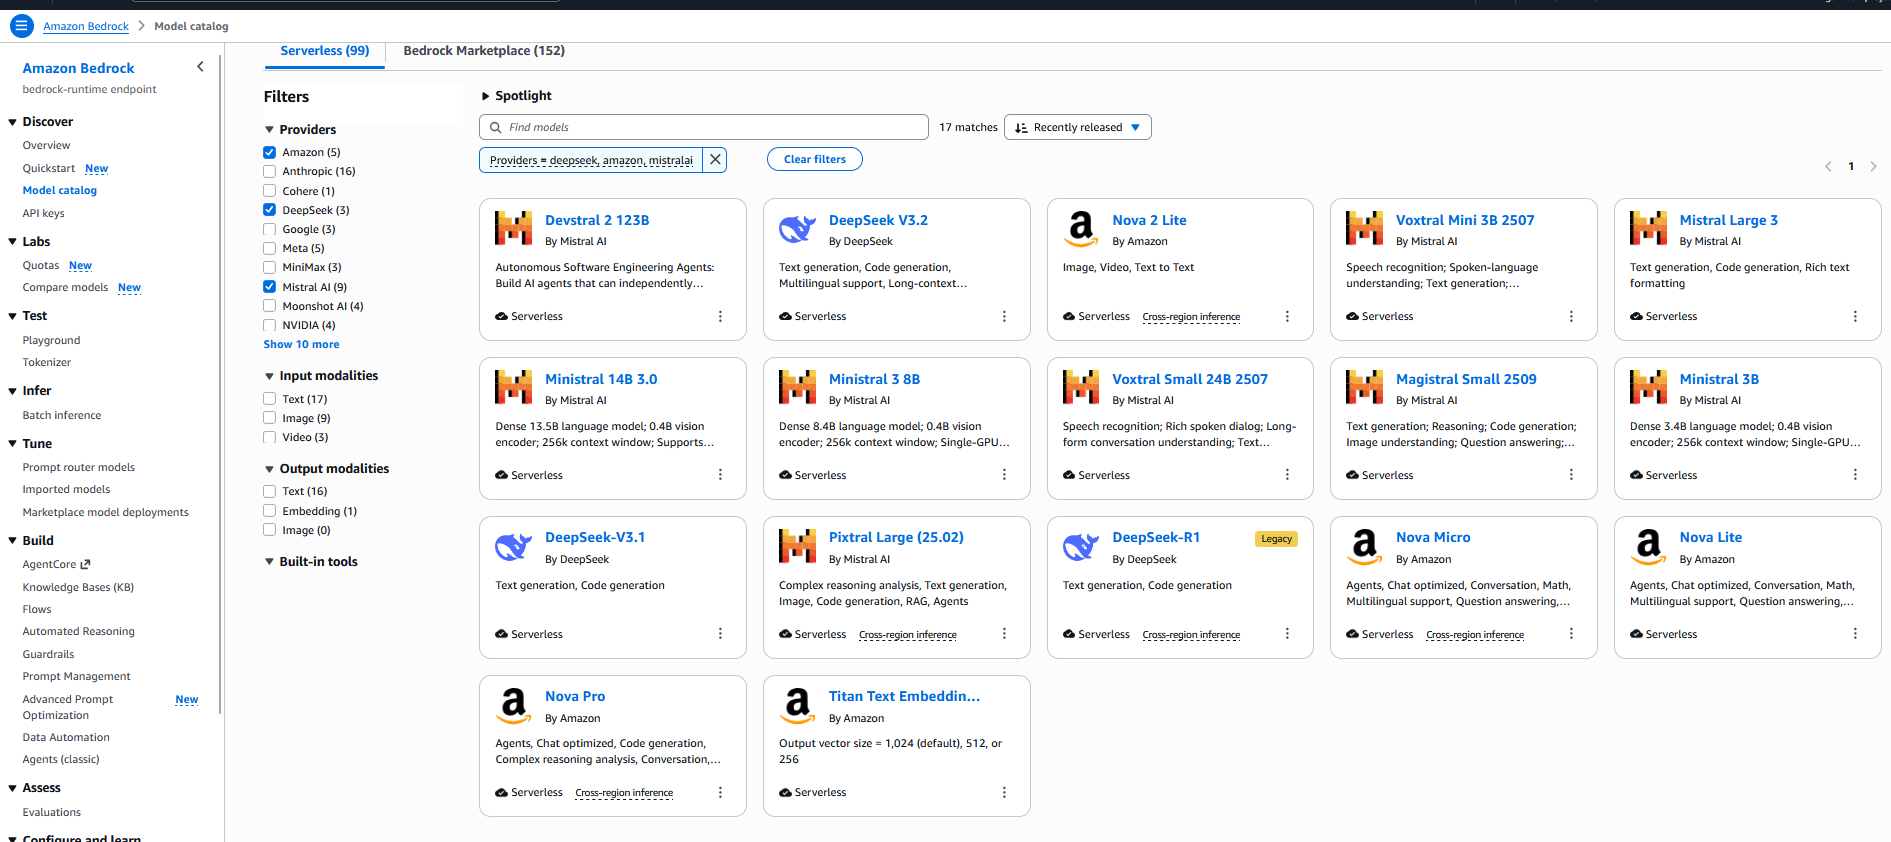 Amazon Bedrock
Model catalog
Amazon Bedrock
bedrock-runtime endpoint
Discover
Overview
Quickstart New
Model catalog
API keys
Labs
Quotas New
Compare models New
Test
Playground
Tokenizer
Infer
Batch inference
Tune
Prompt router models
Imported models
Marketplace model deployments
Build
AgentCore
Knowledge Bases (KB)
Flows
Automated Reasoning
Guardrails
Prompt Management
Advanced Prompt New
Optimization
Data Automation
Agents (classic)
Assess
Evaluations
Configure and learn
Serverless (99)
Bedrock Marketplace (152)
Filters
Providers
Amazon (5)
Anthropic (16)
Cohere (1)
DeepSeek (3)
Google (3)
Meta (5)
MiniMax (3)
Mistral AI (9)
Moonshot AI (4)
NVIDIA (4)
Show 10 more
Input modalities
Text (17)
Image (9)
Video (3)
Output modalities
Text (16)
Embedding (1)
Image (0)
Built-in tools
Spotlight
Find models
17 matches
Recently released
Providers = deepseek, amazon, mistralai
Clear filters
1
Devstral 2 123B
By Mistral AI
Autonomous Software Engineering Agents:
Build AI agents that can independently...
Serverless
DeepSeek V3.2
By DeepSeek
Text generation, Code generation,
Multilingual support, Long-context...
Serverless
Nova 2 Lite
By Amazon
Image, Video, Text to Text
Serverless Cross-region inference
Voxtral Mini 3B 2507
By Mistral AI
Speech recognition; Spoken-language
understanding; Text generation;...
Serverless
Mistral Large 3
By Mistral AI
Text generation, Code generation, Rich text
formatting
Serverless
Ministral 14B 3.0
By Mistral AI
Dense 13.5B language model; 0.4B vision
encoder; 256k context window; Supports...
Serverless
Ministral 3 8B
By Mistral AI
Dense 8.4B language model; 0.4B vision
encoder; 256k context window; Single-GPU...
Serverless
Voxtral Small 24B 2507
By Mistral AI
Speech recognition; Rich spoken dialog; Long-
form conversation understanding; Text...
Serverless
Magistral Small 2509
By Mistral AI
Text generation; Reasoning; Code generation;
Image understanding; Question answering;...
Serverless
Ministral 3B
By Mistral AI
Dense 3.4B language model; 0.4B vision
encoder; 256k context window; Single-GPU...
Serverless
DeepSeek-V3.1
By DeepSeek
Text generation, Code generation
Serverless
Pixtral Large (25.02)
By Mistral AI
Complex reasoning analysis, Text generation,
Image, Code generation, RAG, Agents
Serverless Cross-region inference
DeepSeek-R1
Legacy
By DeepSeek
Text generation, Code generation
Serverless Cross-region inference
Nova Micro
By Amazon
Agents, Chat optimized, Conversation, Math,
Multilingual support, Question answering,...
Serverless Cross-region inference
Nova Lite
By Amazon
Agents, Chat optimized, Conversation, Math,
Multilingual support, Question answering,...
Serverless
Nova Pro
By Amazon
Agents, Chat optimized, Code generation,
Complex reasoning analysis, Conversation,...
Serverless Cross-region inference
Titan Text Embeddin...
By Amazon
Output vector size = 1,024 (default), 512, or
256
Serverless